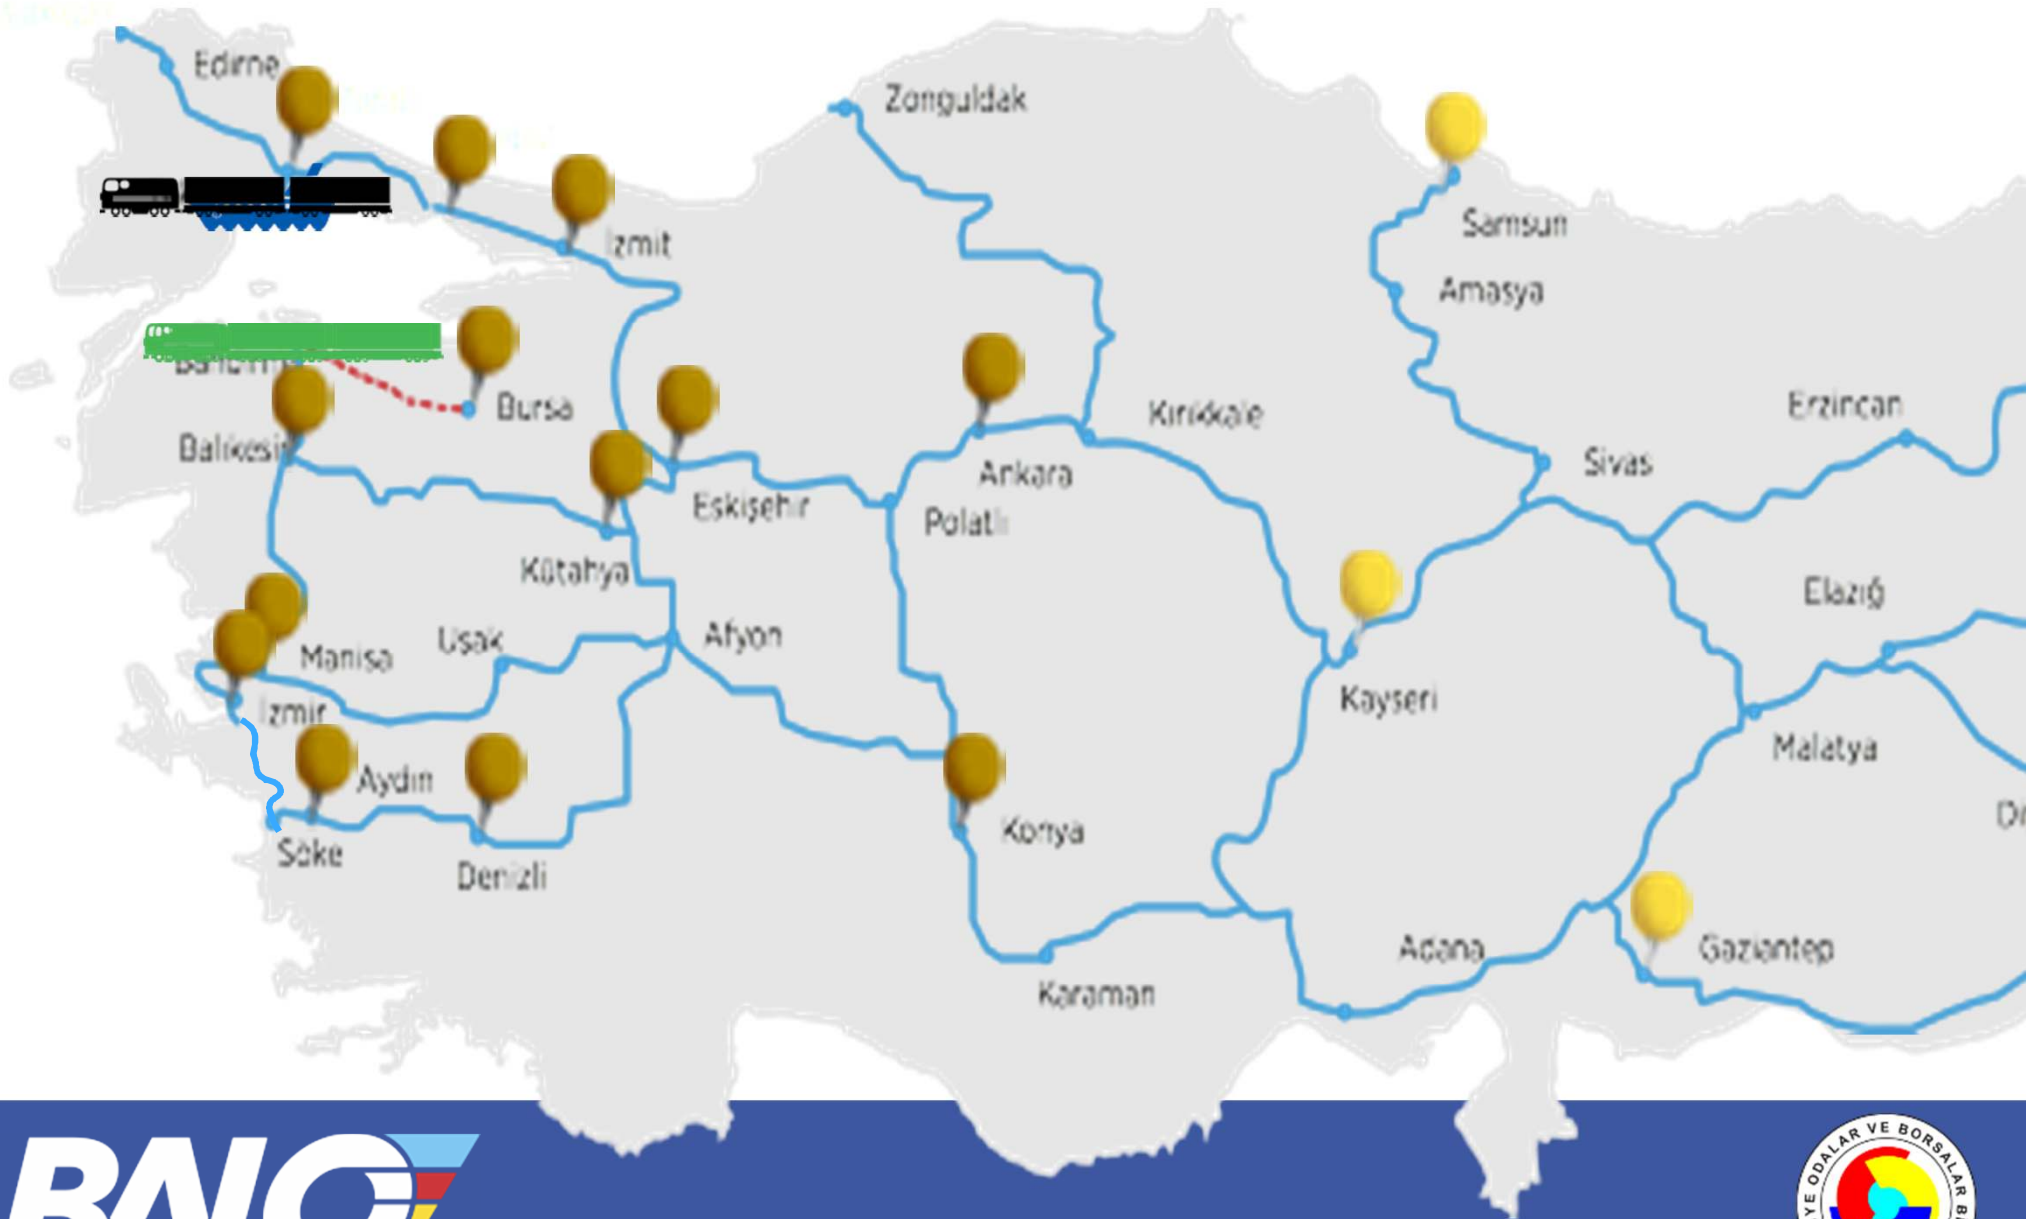 Edirne
Zonguldak
Samsun
İzmit
Amasya
Bursa
Kırıkkale
Erzincan
Balıkesir
Sivas
Ankara
Eskişehir
Polatlı
Kütahya
Elazığ
Uşak
Afyon
Manisa
Kayseri
İzmir
Malatya
Aydın
Konya
Söke
Denizli
Adana
Gaziantep
Karaman